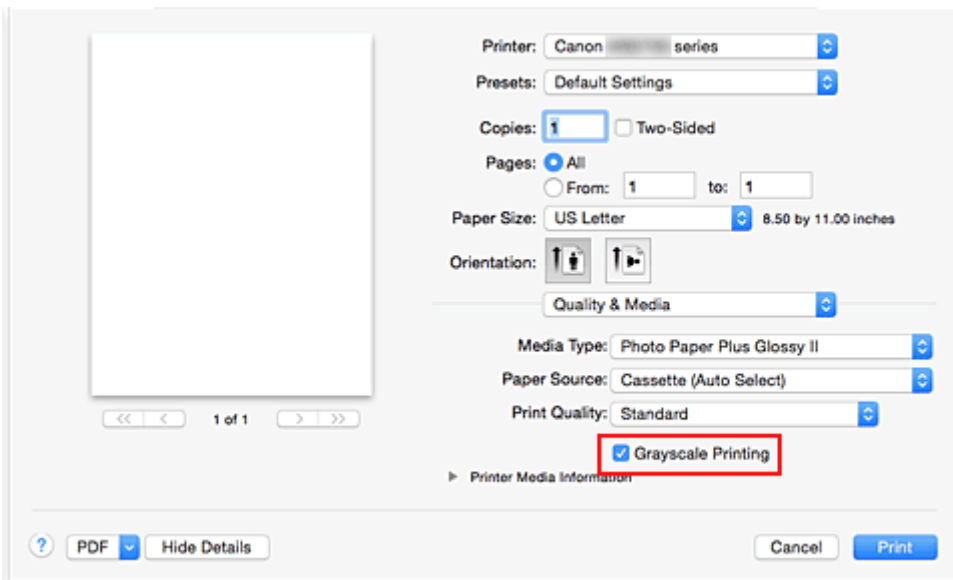 Printer: Canon series
Presets: Default Settings
Copies: 1 Two-Sided
Pages: All
From: 1 to: 1
Paper Size: US Letter 8.50 by 11.00 inches
Orientation:
Quality & Media
Media Type: Photo Paper Plus Glossy II
Paper Source: Cassette (Auto Select)
1 of 1 Print Quality: Standard
Grayscale Printing
Printer Media Information
? PDF Hide Details Cancel Print